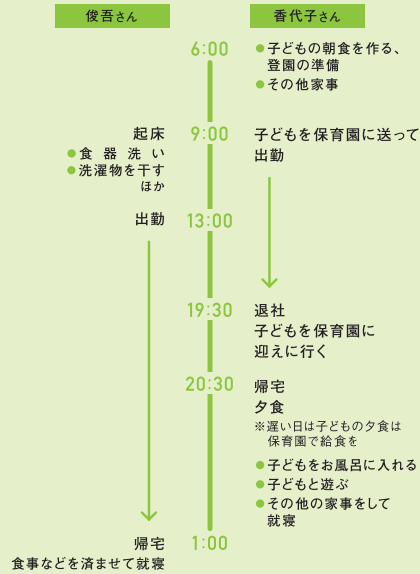 俊吾さん
香代子さん
6:00
●子どもの朝食を作る、
登園の準備
●その他家事
起床
●食器洗い
●洗濯物を干す
ほか
9:00
子どもを保育園に送って
出勤
出勤
13:00
19:30
退社
子どもを保育園に
迎えに行く
20:30
帰宅
夕食
※遅い日は子どもの夕食は
保育園で給食を
●子どもをお風呂に入れる
●子どもと遊ぶ
●その他の家事をして
就寝
帰宅
食事などを済ませて就寝
1:00